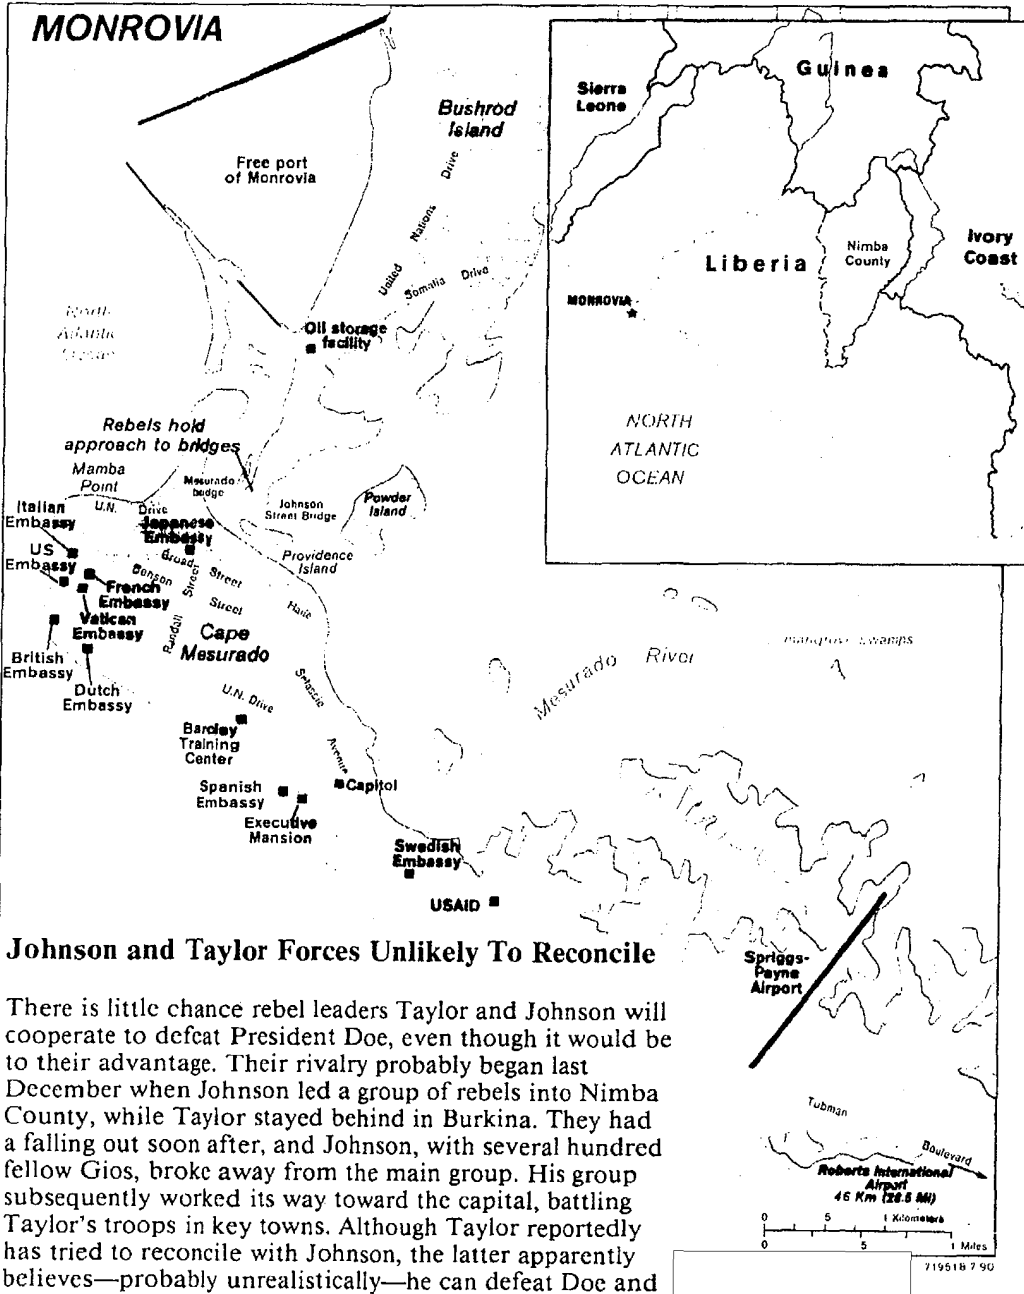 MONROVIA
Bushrod
Island
Free port
of Monrovia
United Nations Drive
Somalia Drive
North
Atlantic
Ocean
Oil storage
facility
Rebels hold
approach to bridges
Mamba
Point
Mesurado
bridge
Johnson
Street Bridge
Powder
Island
Providence
Island
U.N. Drive
Italian
Embassy
Japanese
Embassy
US
Embassy
French
Embassy
Vatican
Embassy
British
Embassy
Dutch
Embassy
Broad Street
Benson Street
Randall Street
Haile Selassie Avenue
Cape
Mesurado
U.N. Drive
Barclay
Training
Center
Spanish
Embassy
Executive
Mansion
Capitol
Swedish
Embassy
USAID
Mesurado River
mangrove swamps
Spriggs-
Payne
Airport
Tubman Boulevard
Roberts International
Airport
46 Km (28.5 Mi)
0 5 1 Kilometers
0 5 1 Miles
719518 7 90
Guinea
Sierra
Leone
Liberia
Nimba
County
Ivory
Coast
MONROVIA
NORTH
ATLANTIC
OCEAN
Johnson and Taylor Forces Unlikely To Reconcile
There is little chance rebel leaders Taylor and Johnson will
cooperate to defeat President Doe, even though it would be
to their advantage. Their rivalry probably began last
December when Johnson led a group of rebels into Nimba
County, while Taylor stayed behind in Burkina. They had
a falling out soon after, and Johnson, with several hundred
fellow Gios, broke away from the main group. His group
subsequently worked its way toward the capital, battling
Taylor's troops in key towns. Although Taylor reportedly
has tried to reconcile with Johnson, the latter apparently
believes—probably unrealistically—he can defeat Doe and